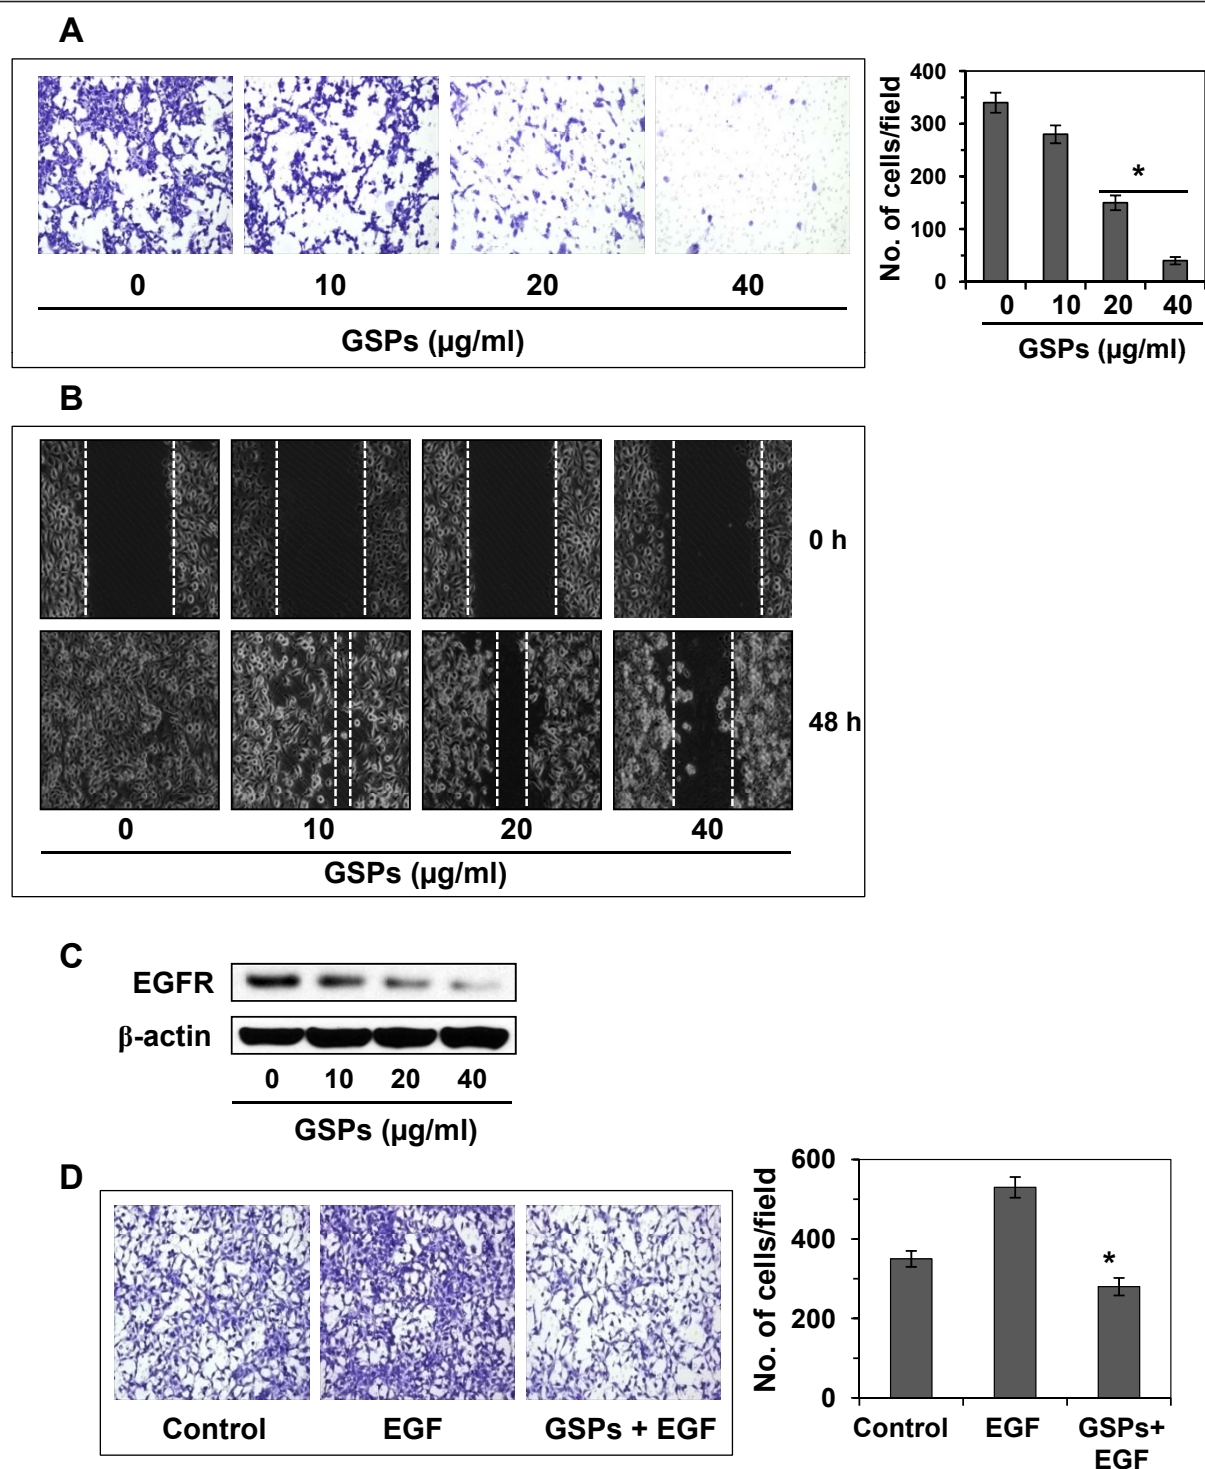 A
0 10 20 40
GSPs (µg/ml)
No. of cells/field
400
300
200
100
0
*
0 10 20 40
GSPs (µg/ml)
B
0 h
48 h
0 10 20 40
GSPs (µg/ml)
C
EGFR
β-actin
0 10 20 40
GSPs (µg/ml)
D
Control EGF GSPs + EGF
No. of cells/field
600
400
200
0
*
Control EGF GSPs+
EGF